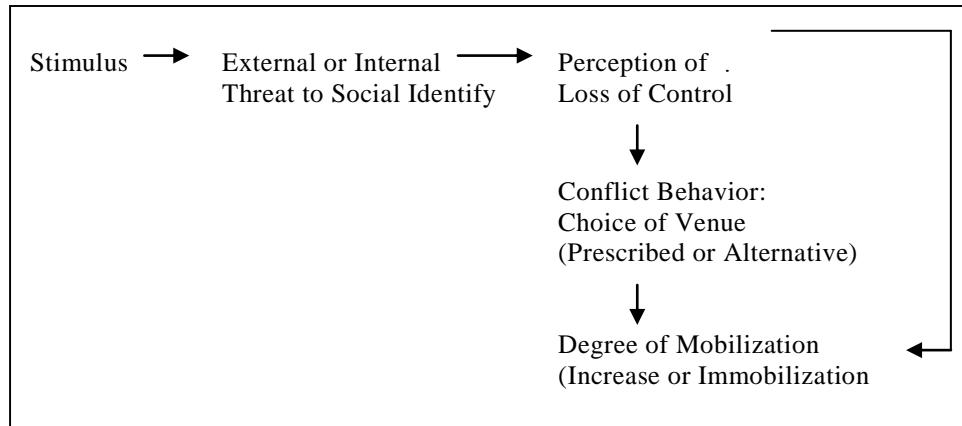 Stimulus
External or Internal
Threat to Social Identify
Perception of .
Loss of Control
Conflict Behavior:
Choice of Venue
(Prescribed or Alternative)
Degree of Mobilization
(Increase or Immobilization